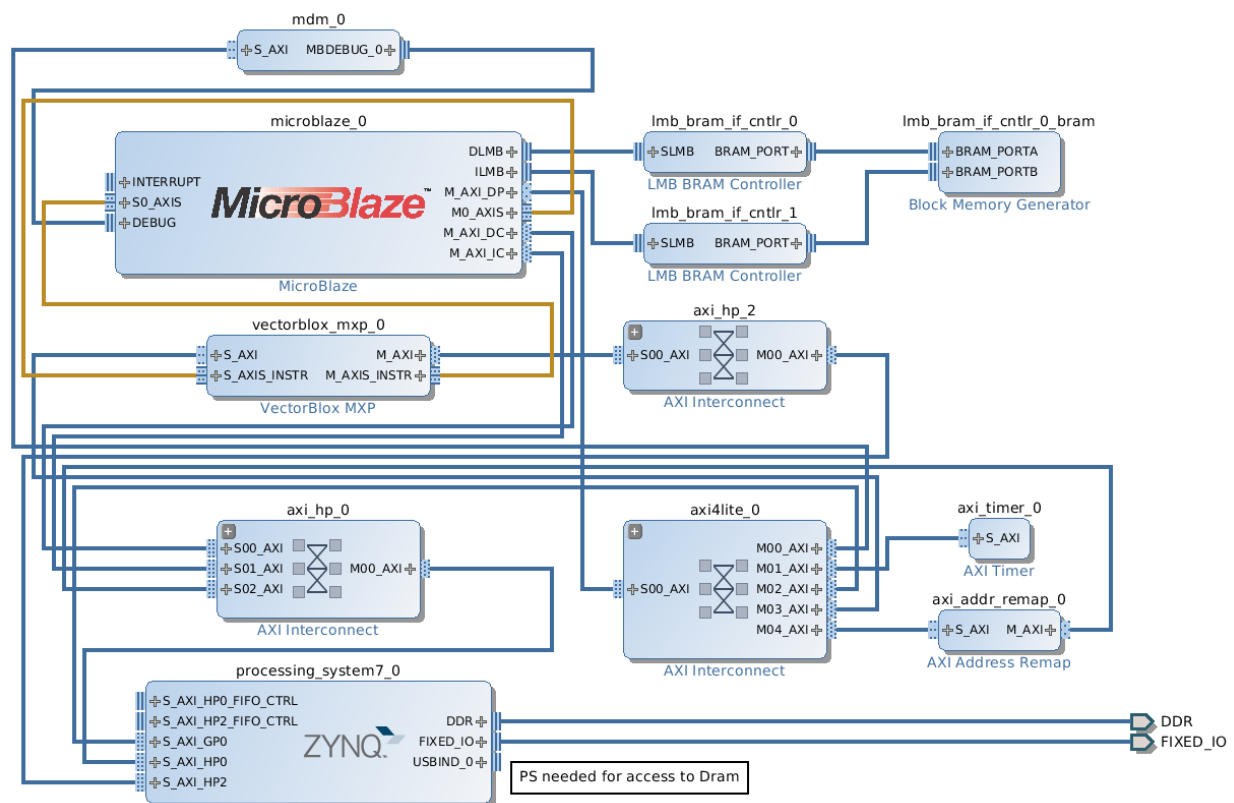 mdm_0
S_AXI MBDEBUG_0
microblaze_0
INTERRUPT
S0_AXIS
DEBUG
MicroBlaze™
DLMB
ILMB
M_AXI_DP
M0_AXIS
M_AXI_DC
M_AXI_IC
MicroBlaze
lmb_bram_if_cntlr_0
SLMB BRAM_PORT
LMB BRAM Controller
lmb_bram_if_cntlr_1
SLMB BRAM_PORT
LMB BRAM Controller
lmb_bram_if_cntlr_0_bram
BRAM_PORTA
BRAM_PORTB
Block Memory Generator
vectorblox_mxp_0
S_AXI M_AXI
S_AXIS_INSTR M_AXIS_INSTR
VectorBlox MXP
axi_hp_2
S00_AXI M00_AXI
AXI Interconnect
axi_hp_0
S00_AXI
S01_AXI M00_AXI
S02_AXI
AXI Interconnect
axi4lite_0
M00_AXI
M01_AXI
S00_AXI M02_AXI
M03_AXI
M04_AXI
AXI Interconnect
axi_timer_0
S_AXI
AXI Timer
axi_addr_remap_0
S_AXI M_AXI
AXI Address Remap
processing_system7_0
S_AXI_HP0_FIFO_CTRL
S_AXI_HP2_FIFO_CTRL
S_AXI_GP0
S_AXI_HP0
S_AXI_HP2
ZYNQ
DDR
FIXED_IO
USBIND_0
DDR
FIXED_IO
PS needed for access to Dram